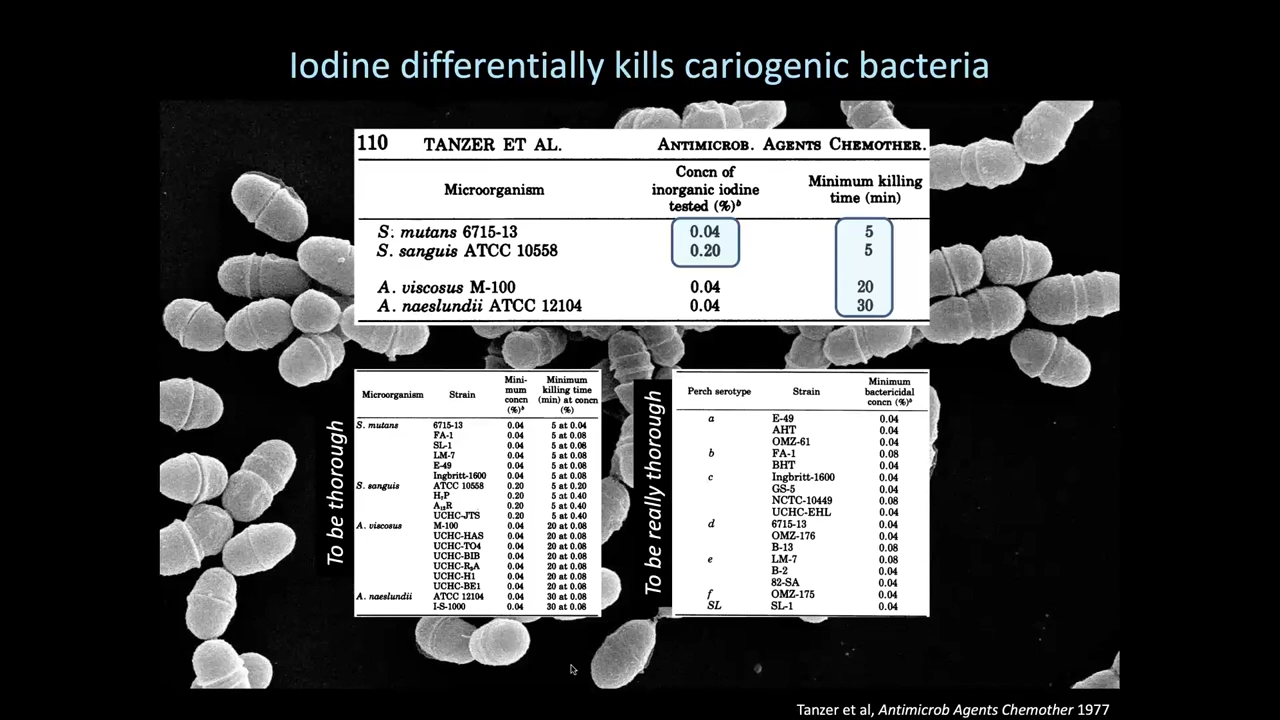 Iodine differentially kills cariogenic bacteria
110 TANZER ET AL. ANTIMICROB. AGENTS CHEMOTHER.
Microorganism Concn of inorganic iodine tested (%)ᵇ Minimum killing time (min)
S. mutans 6715-13 0.04 5
S. sanguis ATCC 10558 0.20 5
A. viscosus M-100 0.04 20
A. naeslundii ATCC 12104 0.04 30
To be thorough
Microorganism Strain Mini-mum concn (%)ᵇ Minimum killing time (min) at concn (%)
S. mutans 6715-13 0.04 5 at 0.04
FA-1 0.04 5 at 0.08
SL-1 0.04 5 at 0.08
LM-7 0.04 5 at 0.08
E-49 0.04 5 at 0.08
Ingbritt-1600 0.04 5 at 0.08
S. sanguis ATCC 10558 0.20 5 at 0.20
H₇P 0.20 5 at 0.40
A₁₂R 0.20 5 at 0.40
UCHC-JTS 0.20 5 at 0.40
A. viscosus M-100 0.04 20 at 0.08
UCHC-HAS 0.04 20 at 0.08
UCHC-TO4 0.04 20 at 0.08
UCHC-BIB 0.04 20 at 0.08
UCHC-R₉A 0.04 20 at 0.08
UCHC-H1 0.04 20 at 0.08
UCHC-BE1 0.04 20 at 0.08
A. naeslundii ATCC 12104 0.04 30 at 0.08
I-S-1000 0.04 30 at 0.08
To be really thorough
Perch serotype Strain Minimum bactericidal concn (%)ᵇ
a E-49 0.04
AHT 0.04
OMZ-61 0.04
b FA-1 0.08
BHT 0.04
c Ingbritt-1600 0.04
GS-5 0.04
NCTC-10449 0.08
UCHC-EHL 0.04
d 6715-13 0.04
OMZ-176 0.04
B-13 0.08
e LM-7 0.08
B-2 0.04
82-SA 0.04
f OMZ-175 0.04
SL SL-1 0.04
Tanzer et al, Antimicrob Agents Chemother 1977